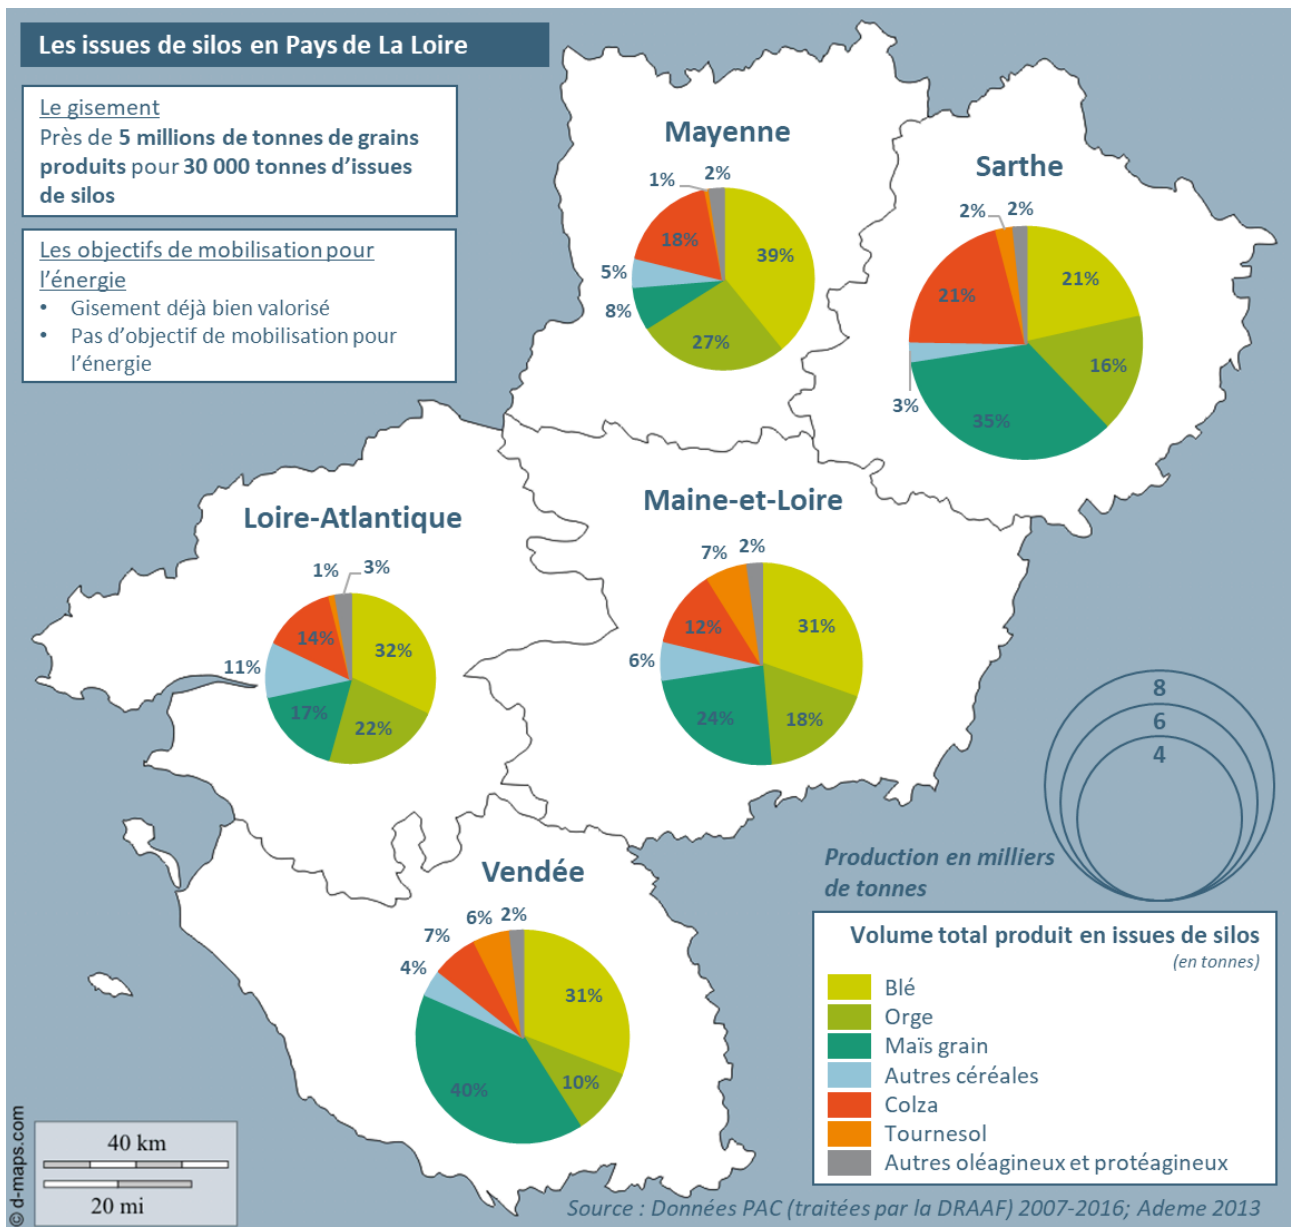 Les issues de silos en Pays de La Loire
Le gisement
Près de 5 millions de tonnes de grains
produits pour 30 000 tonnes d'issues
de silos
Les objectifs de mobilisation pour
l'énergie
• Gisement déjà bien valorisé
• Pas d'objectif de mobilisation pour
l'énergie
Mayenne
1%
2%
18%
39%
5%
8%
27%
Sarthe
2%
2%
21%
21%
16%
3%
35%
Loire-Atlantique
1%
3%
14%
32%
11%
17%
22%
Maine-et-Loire
7%
2%
12%
31%
6%
24%
18%
Vendée
6%
2%
7%
4%
31%
10%
40%
8
6
4
Production en milliers
de tonnes
Volume total produit en issues de silos
(en tonnes)
Blé
Orge
Maïs grain
Autres céréales
Colza
Tournesol
Autres oléagineux et protéagineux
© d-maps.com
40 km
20 mi
Source : Données PAC (traitées par la DRAAF) 2007-2016; Ademe 2013